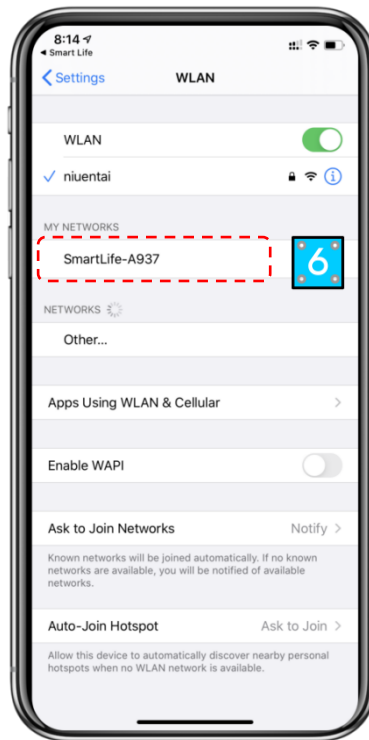 8:14
Smart Life
Settings
WLAN
WLAN
niuentai
MY NETWORKS
SmartLife-A937
6
NETWORKS
Other...
Apps Using WLAN & Cellular
Enable WAPI
Ask to Join Networks Notify
Known networks will be joined automatically. If no known
networks are available, you will be notified of available
networks.
Auto-Join Hotspot Ask to Join
Allow this device to automatically discover nearby personal
hotspots when no WLAN network is available.